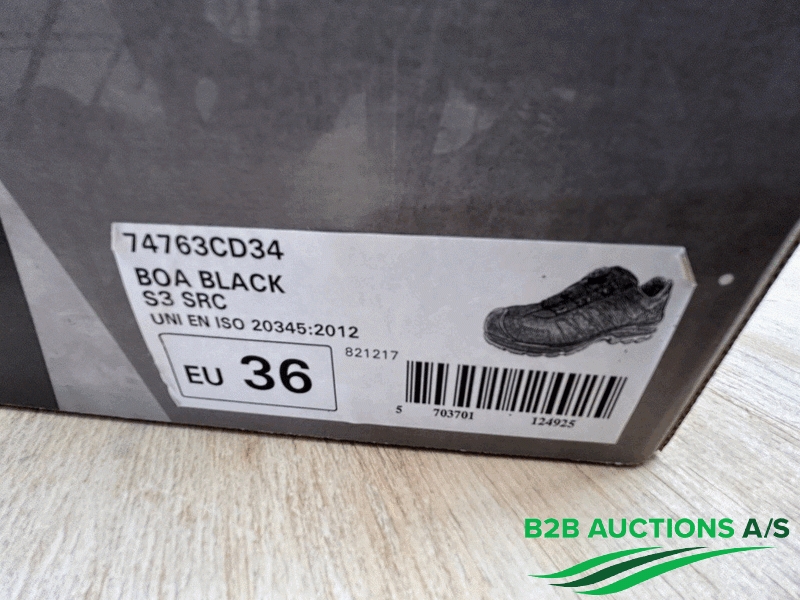 74763CD34
BOA BLACK
S3 SRC
UNI EN ISO 20345:2012
EU 36
821217
5 703701 124925
B2B AUCTIONS A/S